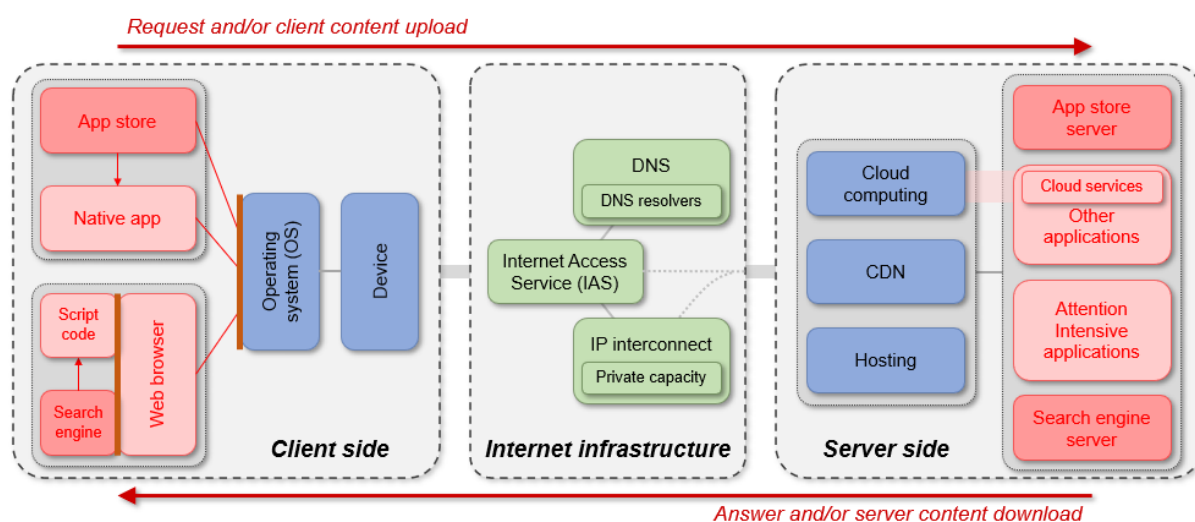 Request and/or client content upload
App store
Native app
Script
code
Search
engine
Web browser
Operating
system (OS)
Device
Client side
DNS
DNS resolvers
Internet Access
Service (IAS)
IP interconnect
Private capacity
Internet infrastructure
Cloud
computing
CDN
Hosting
Server side
App store
server
Cloud services
Other
applications
Attention
Intensive
applications
Search engine
server
Answer and/or server content download